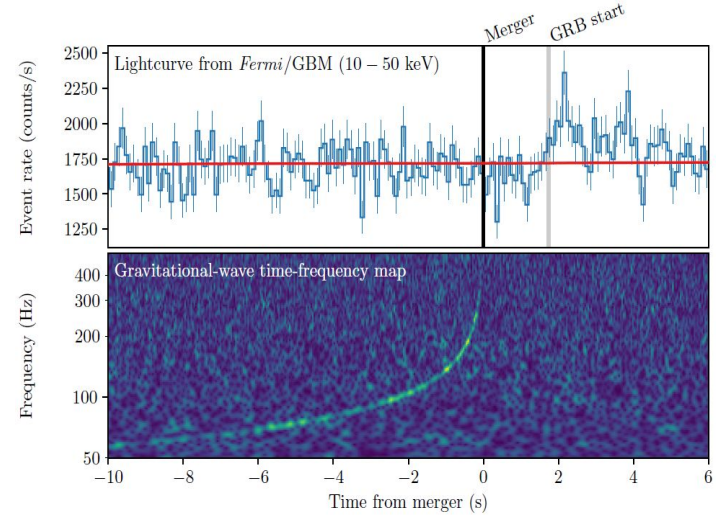 Merger
GRB start
Lightcurve from Fermi/GBM (10 − 50 keV)
Event rate (counts/s)
2500
2250
2000
1750
1500
1250
Gravitational-wave time-frequency map
Frequency (Hz)
400
300
200
100
50
−10 −8 −6 −4 −2 0 2 4 6
Time from merger (s)